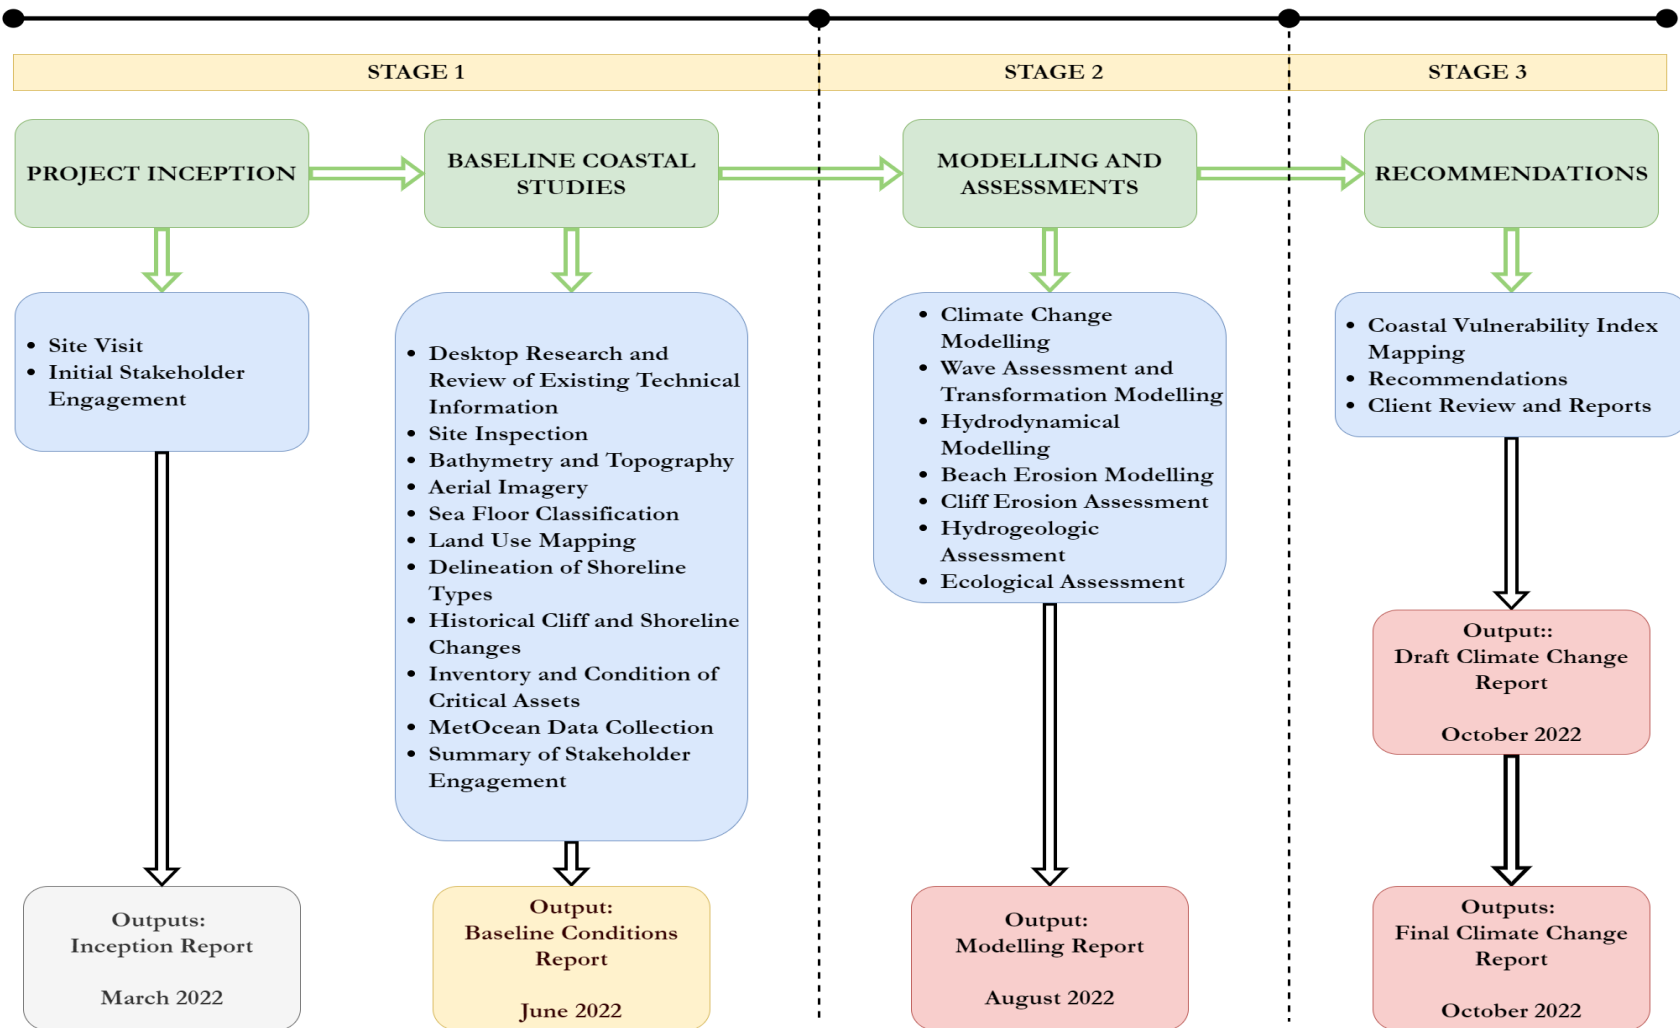 STAGE 1
STAGE 2
STAGE 3
PROJECT INCEPTION
BASELINE COASTAL
STUDIES
MODELLING AND
ASSESSMENTS
RECOMMENDATIONS
• Site Visit
• Initial Stakeholder
Engagement
• Desktop Research and
Review of Existing Technical
Information
• Site Inspection
• Bathymetry and Topography
• Aerial Imagery
• Sea Floor Classification
• Land Use Mapping
• Delineation of Shoreline
Types
• Historical Cliff and Shoreline
Changes
• Inventory and Condition of
Critical Assets
• MetOcean Data Collection
• Summary of Stakeholder
Engagement
• Climate Change
Modelling
• Wave Assessment and
Transformation Modelling
• Hydrodynamical
Modelling
• Beach Erosion Modelling
• Cliff Erosion Assessment
• Hydrogeologic
Assessment
• Ecological Assessment
• Coastal Vulnerability Index
Mapping
• Recommendations
• Client Review and Reports
Outputs:
Inception Report
March 2022
Output:
Baseline Conditions
Report
June 2022
Output:
Modelling Report
August 2022
Output::
Draft Climate Change
Report
October 2022
Outputs:
Final Climate Change
Report
October 2022